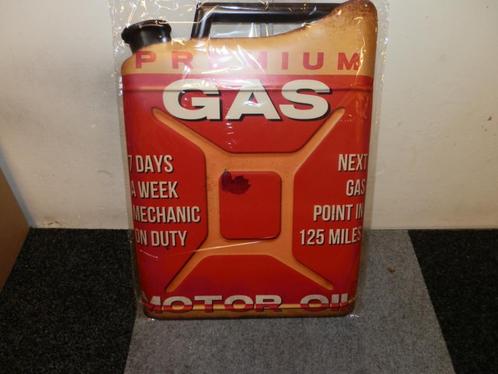 PREMIUM
GAS
7 DAYS
A WEEK
MECHANIC
ON DUTY
NEXT
GAS
POINT IN
125 MILES
MOTOR OIL